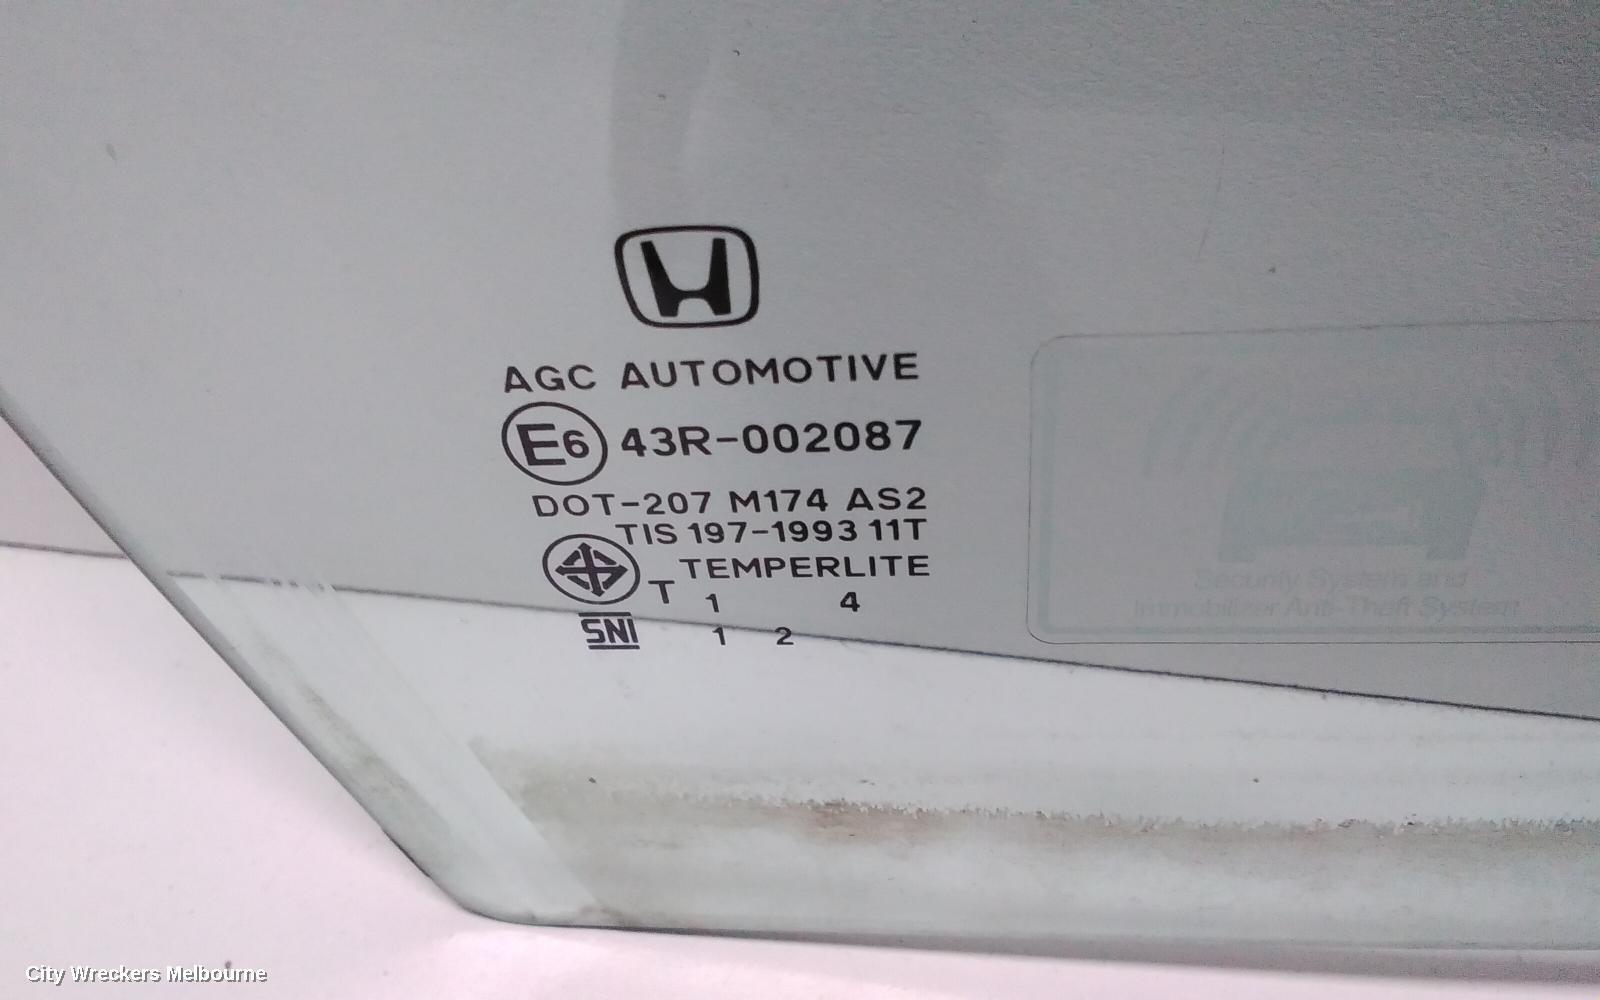 AGC AUTOMOTIVE
E6 43R-002087
DOT-207 M174 AS2
TIS 197-1993 11T
TEMPERLITE
T 1 4
SNI 1 2
Security System and
Immobilizer Anti-Theft System
City Wreckers Melbourne